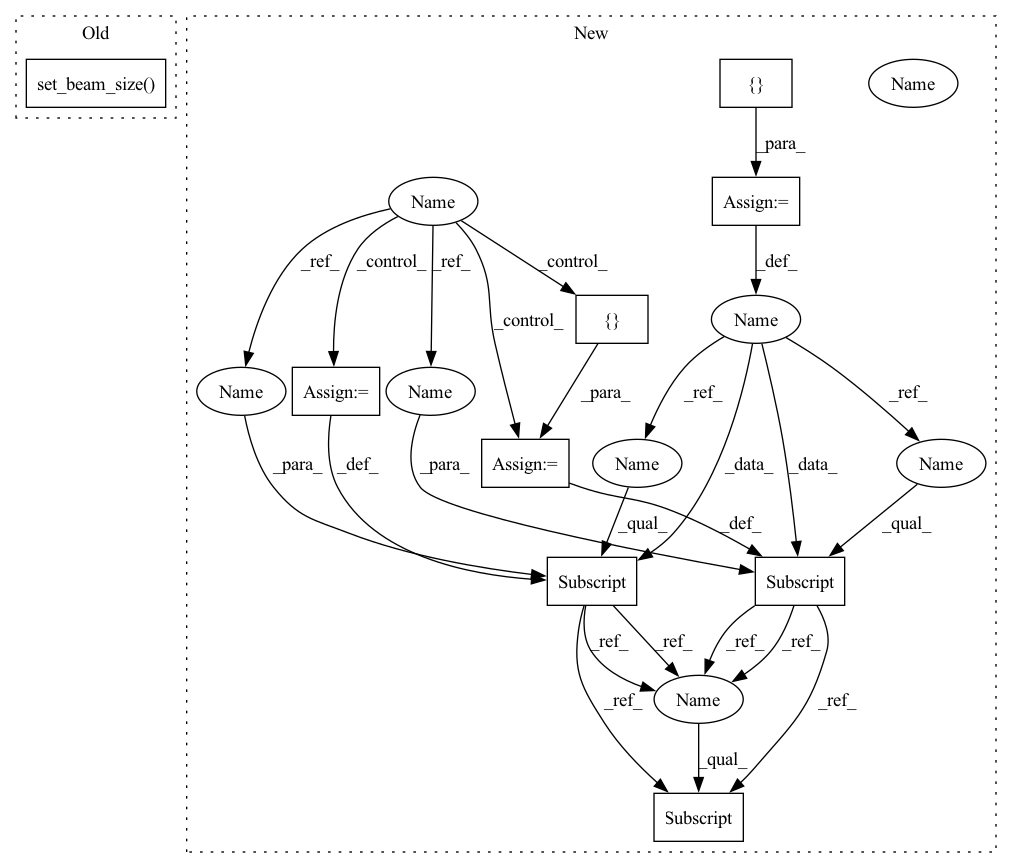 Old
New
set_beam_size()
{}
Name
_para_
Name
Assign:=
_ref_
_control_
_ref_
_control_
_def_
_control_
{}
Name
Name
Assign:=
Name
_para_
_ref_
_ref_
_para_
_def_
_para_
Assign:=
Name
_data_
_data_
Name
_qual_
_def_
_qual_
Subscript
Subscript
_ref_
_ref_
_ref_
_ref_
_ref_
Name
_ref_
_qual_
Subscript